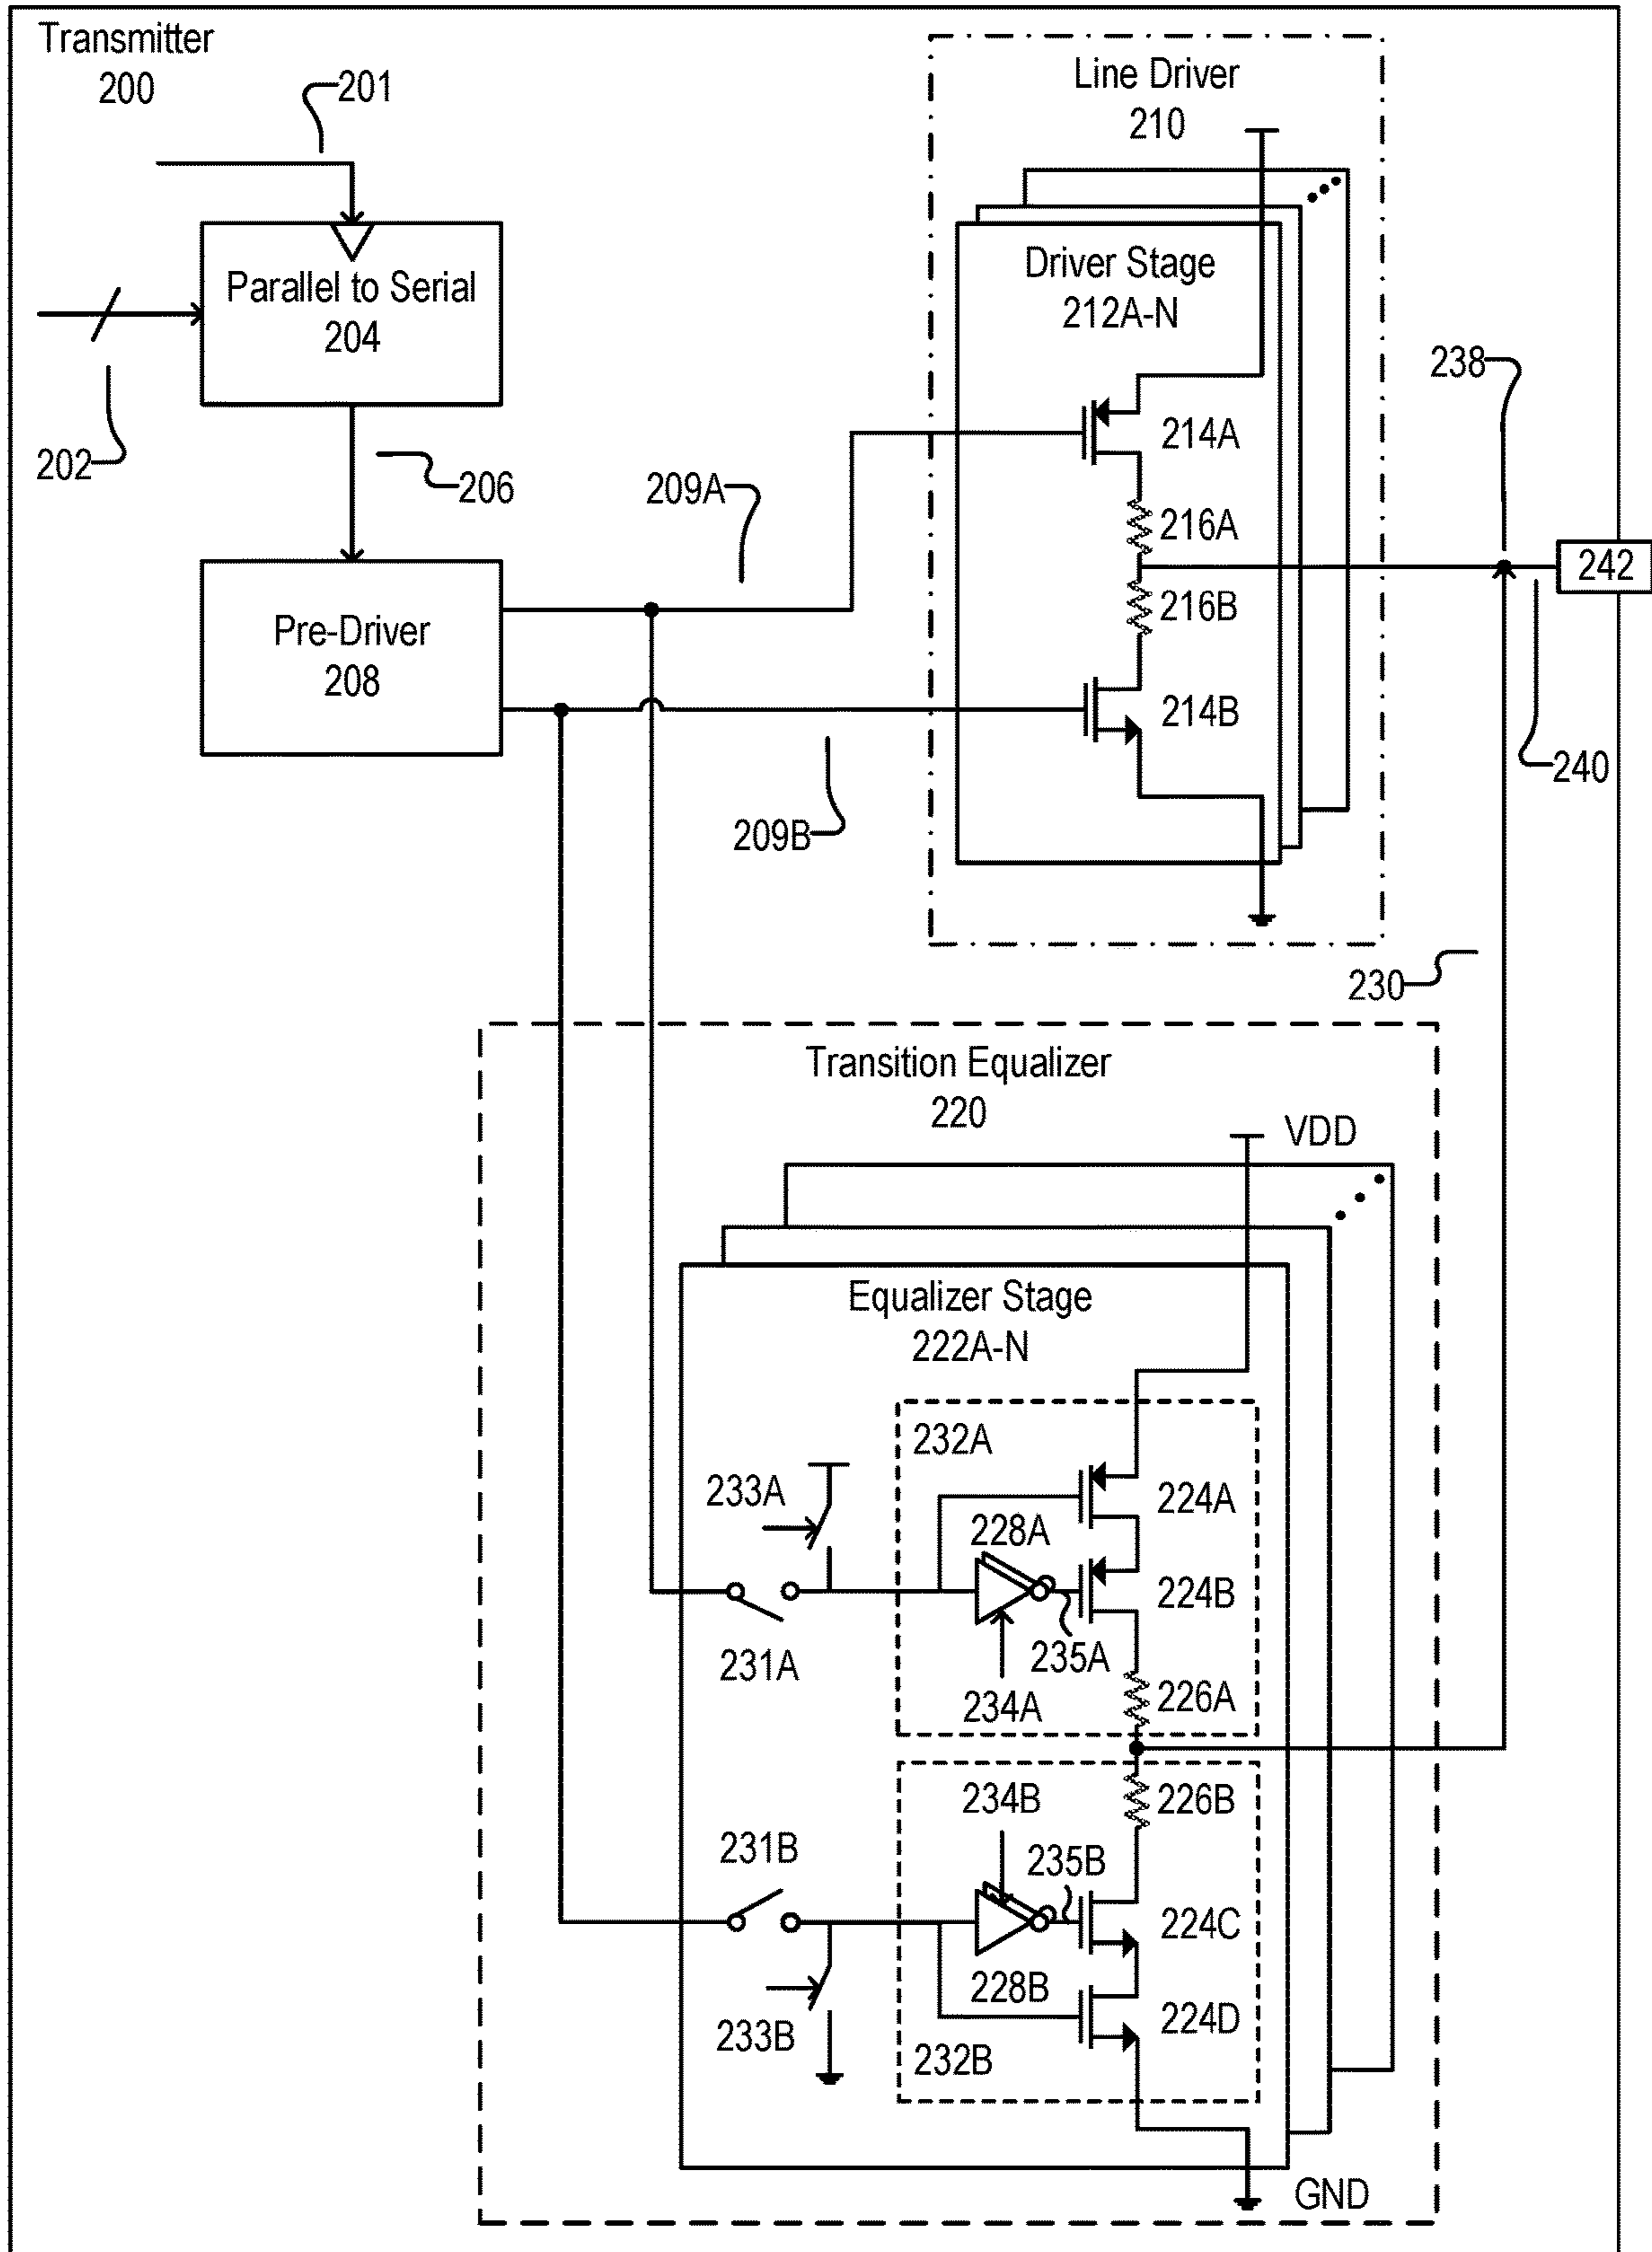 Transmitter
200
201
Parallel to Serial
204
202
206
Pre-Driver
208
209A
209B
Line Driver
210
Driver Stage
212A-N
214A
216A
216B
214B
238
242
240
230
Transition Equalizer
220
VDD
Equalizer Stage
222A-N
232A
233A
224A
228A
224B
231A
235A
234A
226A
234B
226B
231B
235B
224C
228B
233B
224D
232B
GND